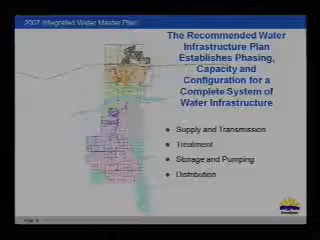 2007 Integrated Water Master Plan
The Recommended Water
Infrastructure Plan
Establishes Phasing,
Capacity and
Configuration for a
Complete System of
Water Infrastructure
Supply and Transmission
Treatment
Storage and Pumping
Distribution